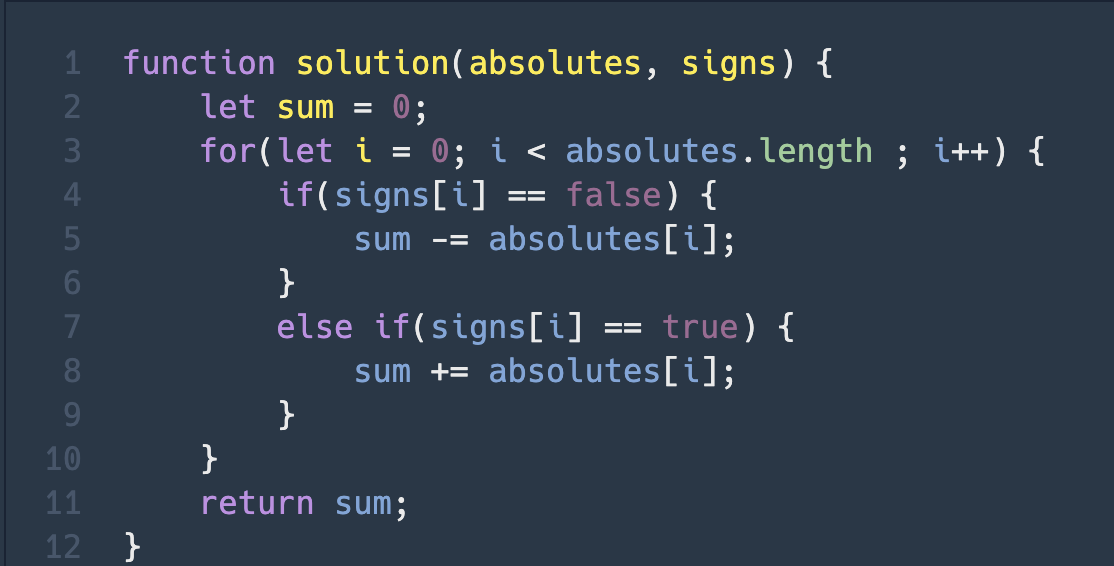 1 function solution(absolutes, signs) {
2     let sum = 0;
3     for(let i = 0; i < absolutes.length ; i++) {
4         if(signs[i] == false) {
5             sum -= absolutes[i];
6         }
7         else if(signs[i] == true) {
8             sum += absolutes[i];
9         }
10     }
11     return sum;
12 }